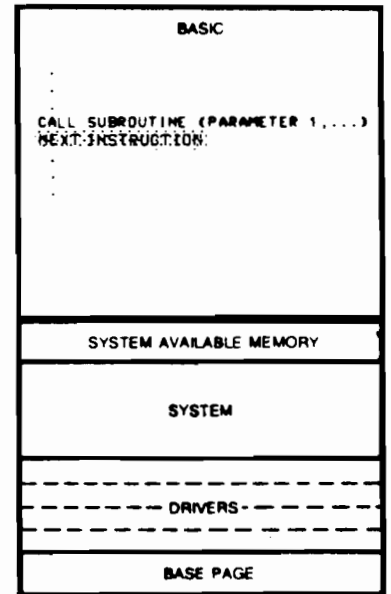 BASIC
.
.
.
CALL SUBROUTINE (PARAMETER 1,...)
NEXT INSTRUCTION
.
.
.
SYSTEM AVAILABLE MEMORY
SYSTEM
DRIVERS
BASE PAGE